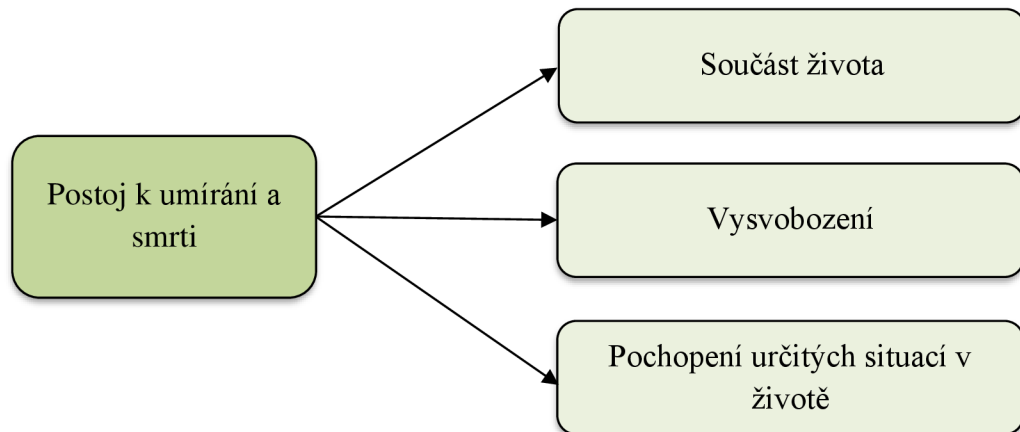 Postoj k umírání a
smrti
Součást života
Vysvobození
Pochopení určitých situací v
životě